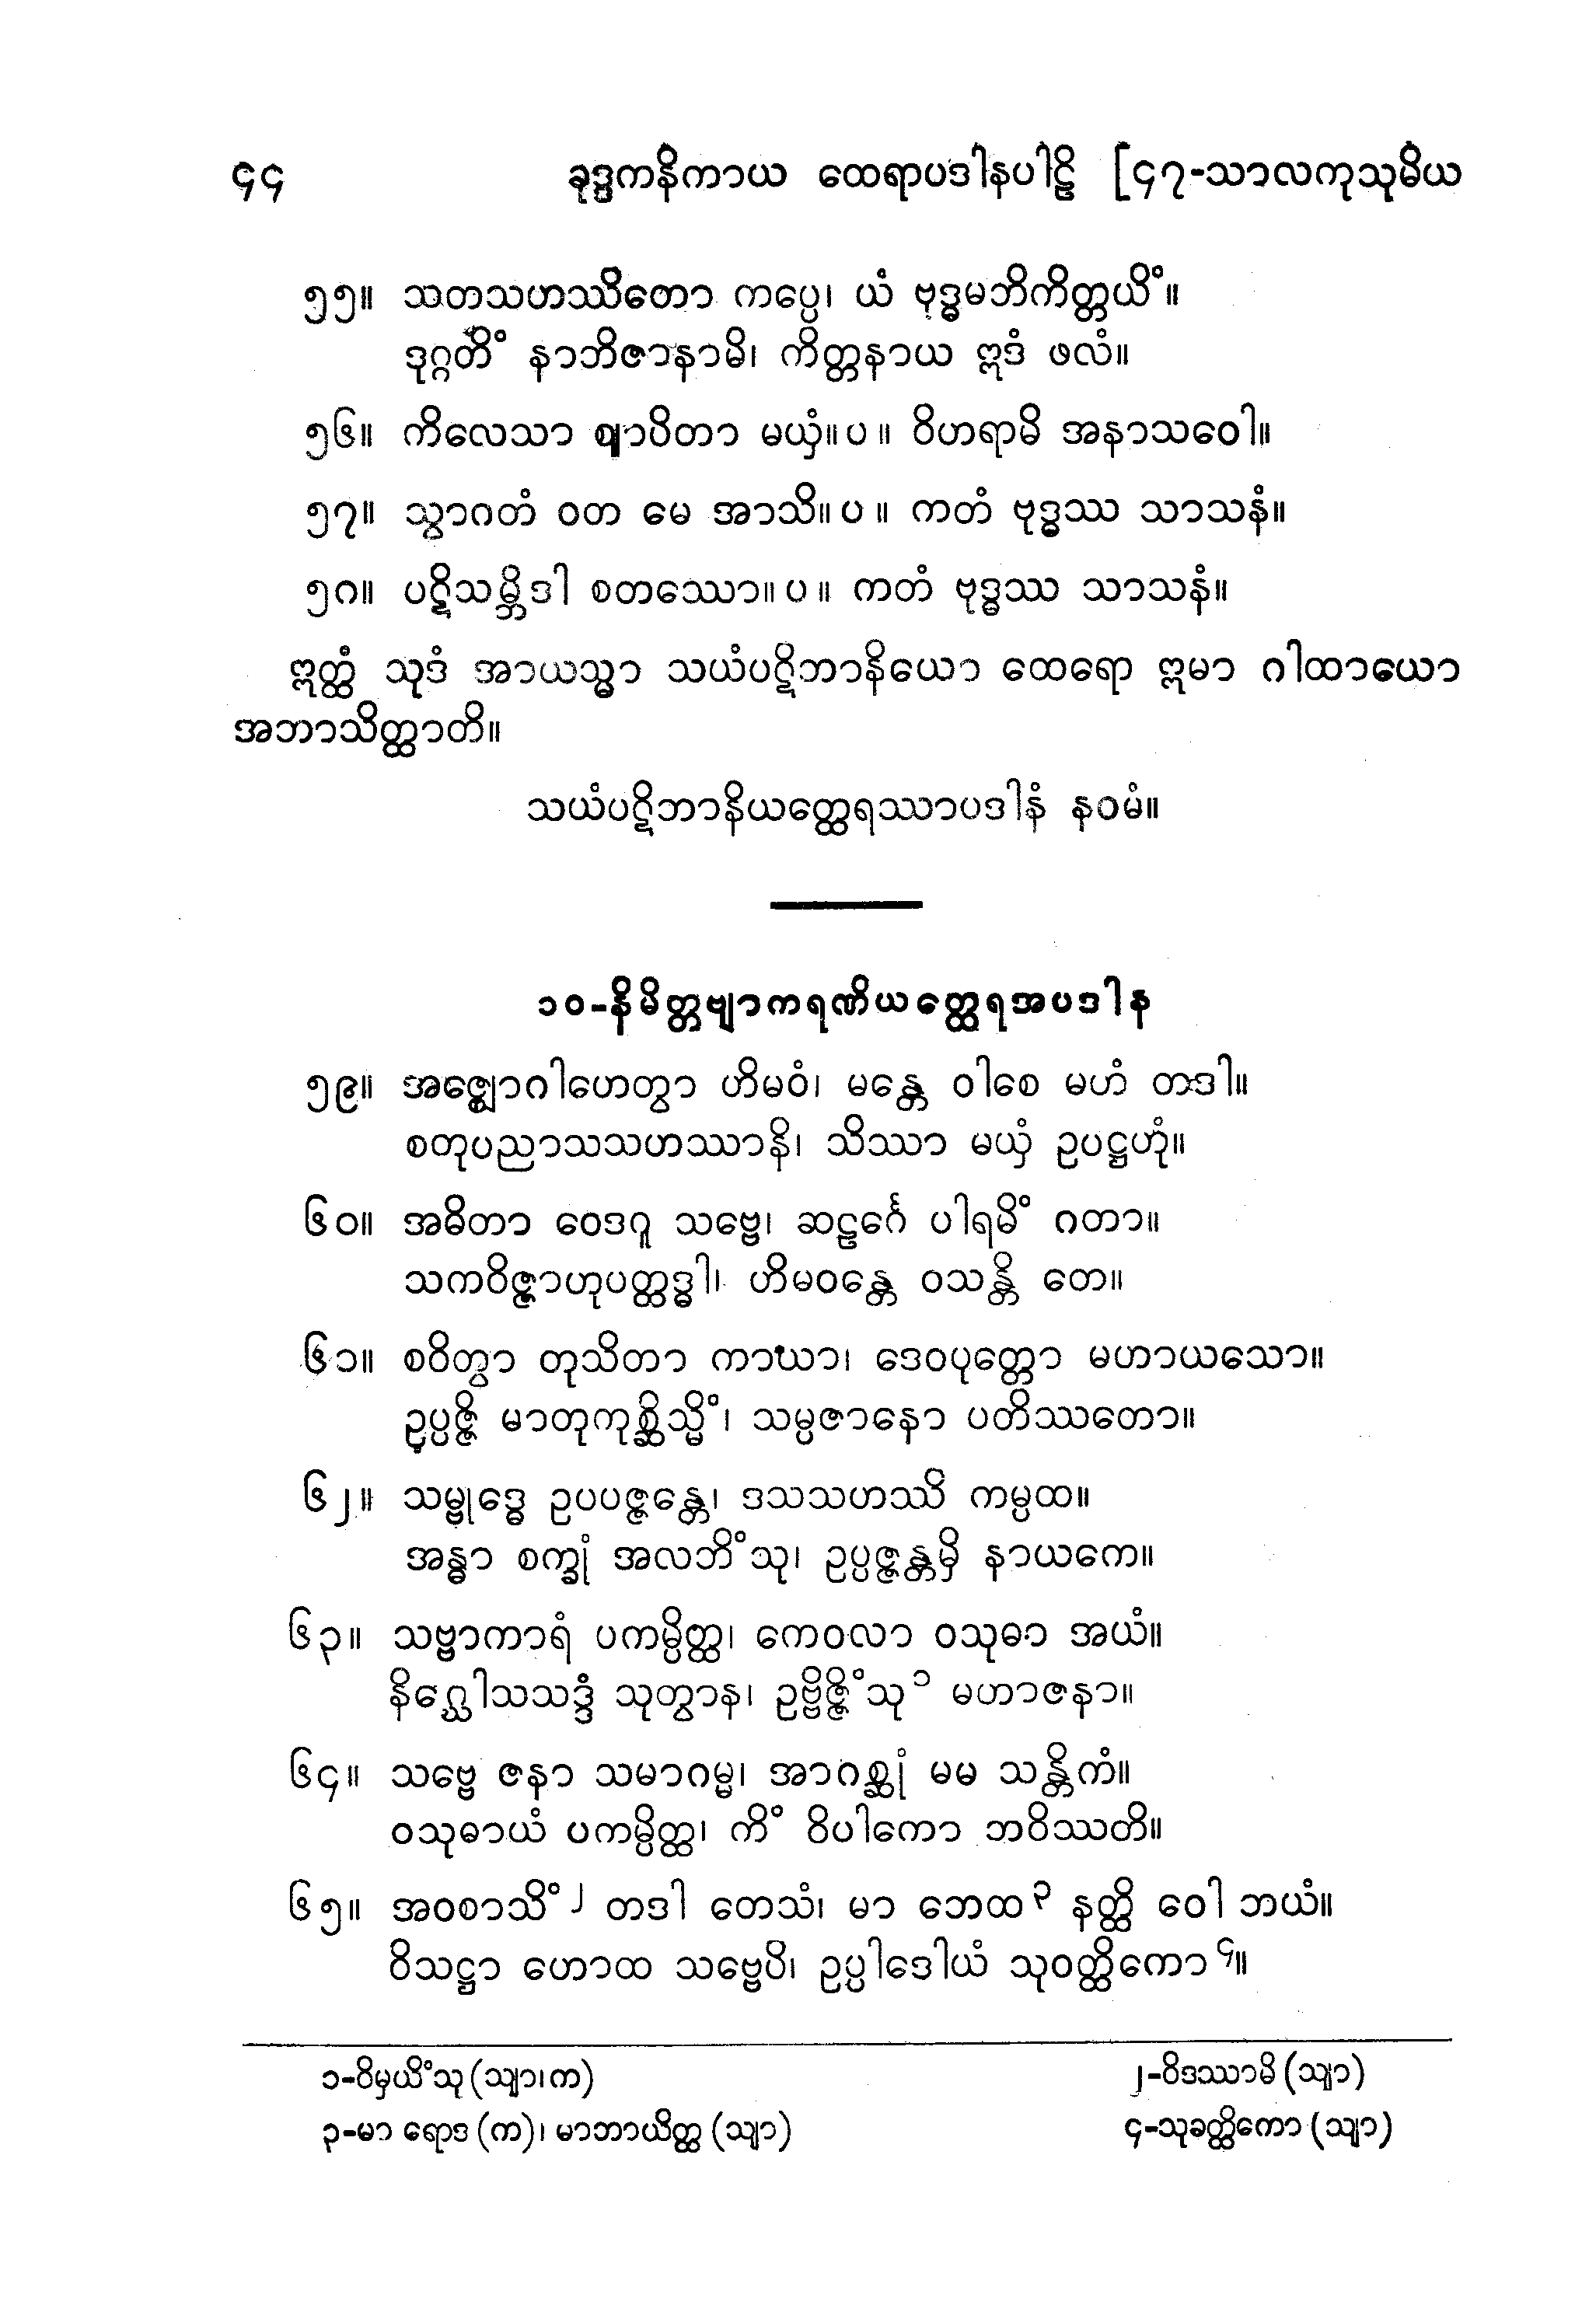 ၄၄ ခုဒ္ဒကနိကာယ ထေရာပဒါနပါဠိ [၄၇-သာလကုသုမိယ
၅၅။ သတသဟဿိတော ကပ္ပေ၊ ယံ ဗုဒ္ဓမဘိကိတ္တယိံ။
ဒုဂ္ဂတိံ နာဘိဇာနာမိ၊ ကိတ္တနာယ ဣဒံ ဖလံ။
၅၆။ ကိလေသာ ဈာပိတာ မယှံ။ပ။ ဝိဟရာမိ အနာသဝေါ။
၅၇။ သွာဂတံ ဝတ မေ အာသိ။ပ။ ကတံ ဗုဒ္ဓဿ သာသနံ။
၅၈။ ပဋိသမ္ဘိဒါ စတဿော။ပ။ ကတံ ဗုဒ္ဓဿ သာသနံ။
ဣတ္ထံ သုဒံ အာယသ္မာ သယံပဋိဘာနိယော ထေရော ဣမာ ဂါထာယော
အဘာသိတ္ထာတိ။
သယံပဋိဘာနိယတ္ထေရဿာပဒါနံ နဝမံ။
၁၀-နိမိတ္တဗျာကရဏိယတ္ထေရအပဒါန
၅၉။ အဇ္ဈောဂါဟေတွာ ဟိမဝံ၊ မန္တေ ဝါစေ မဟံ တဒါ။
စတုပညာသသဟဿာနိ၊ သိဿာ မယှံ ဥပဋ္ဌဟုံ။
၆၀။ အဓိတာ ဝေဒဂူ သဗ္ဗေ၊ ဆဠင်္ဂေ ပါရမိံ ဂတာ။
သကဝိဇ္ဇာဟုပတ္ထဒ္ဓါ၊ ဟိမဝန္တေ ဝသန္တိ တေ။
၆၁။ စဝိတွာ တုသိတာ ကာယာ၊ ဒေဝပုတ္တော မဟာယသော။
ဥပ္ပဇ္ဇိ မာတုကုစ္ဆိသ္မိံ၊ သမ္ပဇာနော ပတိဿတော။
၆၂။ သမ္ဗုဒ္ဓေ ဥပပဇ္ဇန္တေ၊ ဒသသဟဿိ ကမ္ပထ။
အန္ဓာ စက္ခုံ အလဘိံသု၊ ဥပ္ပဇ္ဇန္တမှိ နာယကေ။
၆၃။ သဗ္ဗာကာရံ ပကမ္ပိတ္ထ၊ ကေဝလာ ဝသုဓာ အယံ။
နိဂ္ဃေါသသဒ္ဒံ သုတွာန၊ ဥဗ္ဗိဇ္ဇိံသု၁ မဟာဇနာ။
၆၄။ သဗ္ဗေ ဇနာ သမာဂမ္မ၊ အာဂစ္ဆုံ မမ သန္တိကံ။
ဝသုဓာယံ ပကမ္ပိတ္ထ၊ ကိံ ဝိပါကော ဘဝိဿတိ။
၆၅။ အဝစာသိံ၂ တဒါ တေသံ၊ မာ ဘေထ၃ နတ္ထိ ဝေါ ဘယံ။
ဝိသဋ္ဌာ ဟောထ သဗ္ဗေပိ၊ ဥပ္ပါဒေါယံ သုဝတ္ထိကော၄။
၁-ဝိမှယိံသု (သျာ၊က) ၂-ဝိဒဿာမိ (သျာ)
၃-မာ ရောဒ (က)၊ မာဘာယိတ္ထ (သျာ) ၄-သုခတ္ထိကော (သျာ)